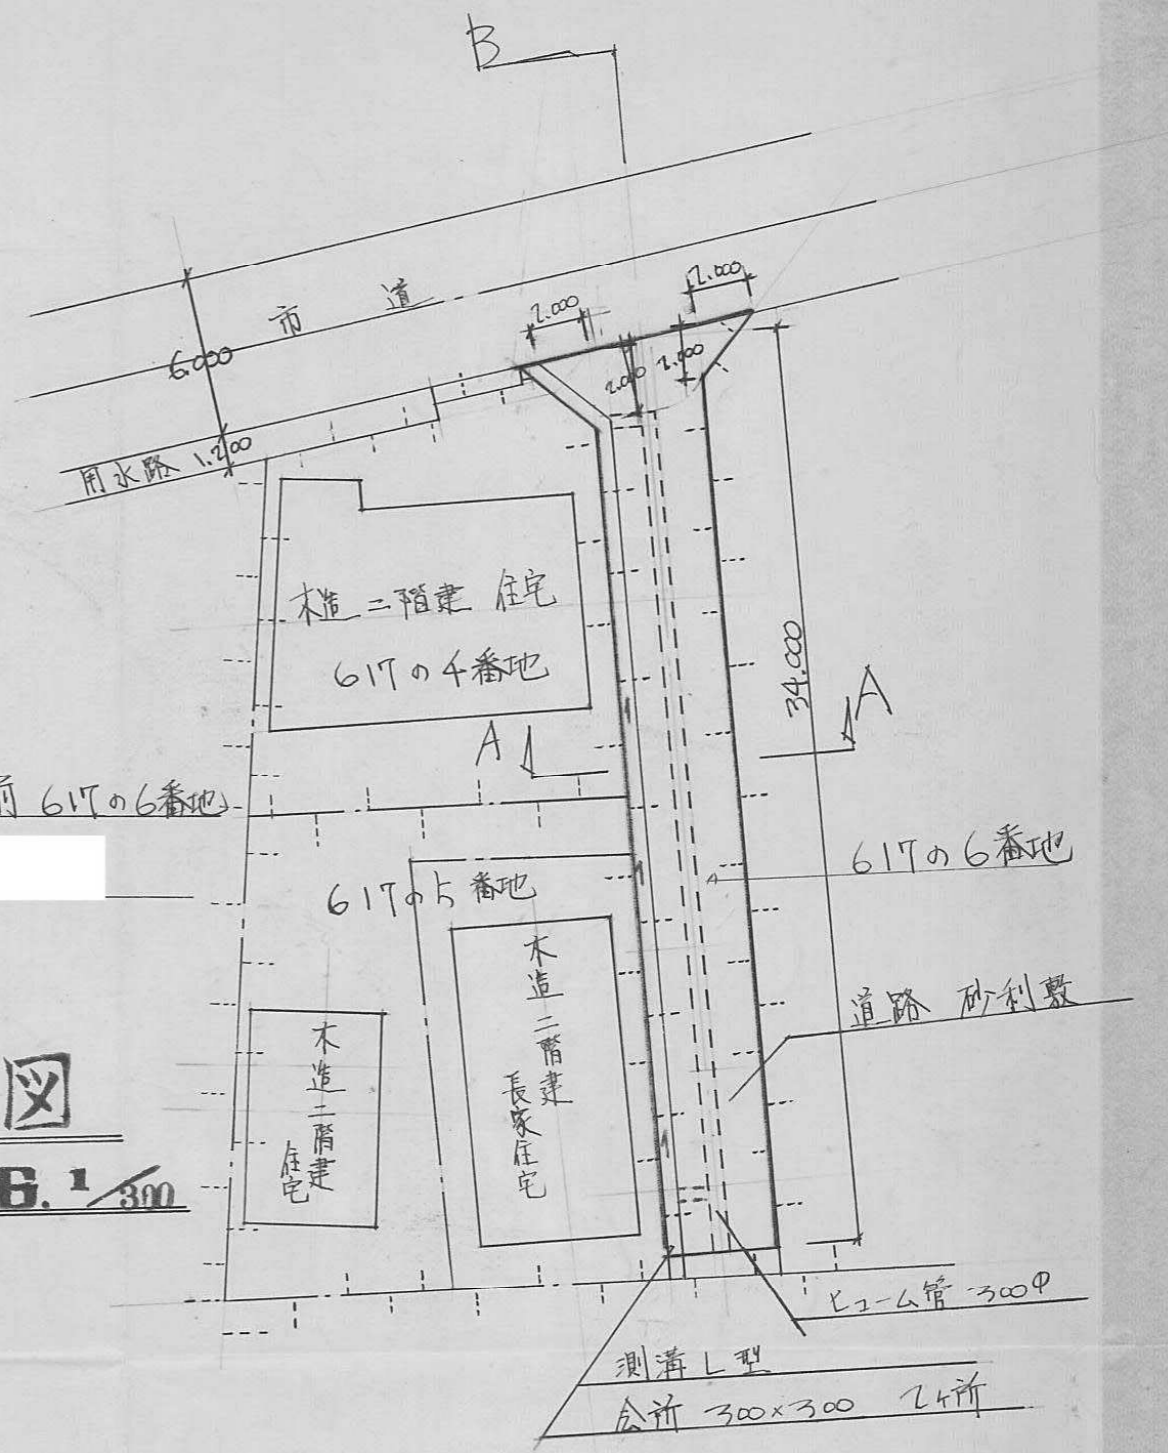 B
2.000
2.000
市 道
6.000
2.000
2.000
用水路 1.200
木造 二階建 住宅
617の4番地
34.000
A
A
前 617の6番地
617の6番地
617の5番地
木造二階建
長家住宅
道路 砂利敷
木造二階建
住宅
図
1/300
ヒューム管 300φ
測溝L型
会所 300×300 2ヶ所